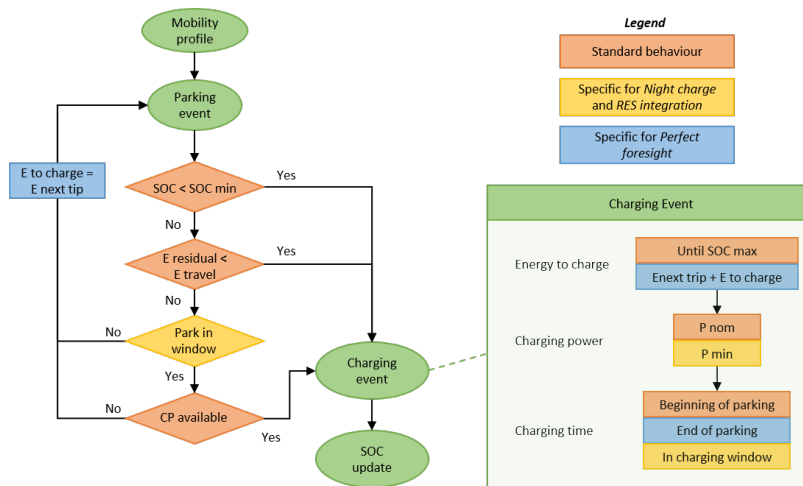 Mobility
profile
Parking
event
E to charge =
E next tip
SOC < SOC min
Yes
No
E residual <
E travel
Yes
No
Park in
window
No
Yes
CP available
No
Yes
Charging
event
SOC
update
Legend
Standard behaviour
Specific for Night charge
and RES integration
Specific for Perfect
foresight
Charging Event
Energy to charge
Until SOC max
Enext trip + E to charge
Charging power
P nom
P min
Charging time
Beginning of parking
End of parking
In charging window